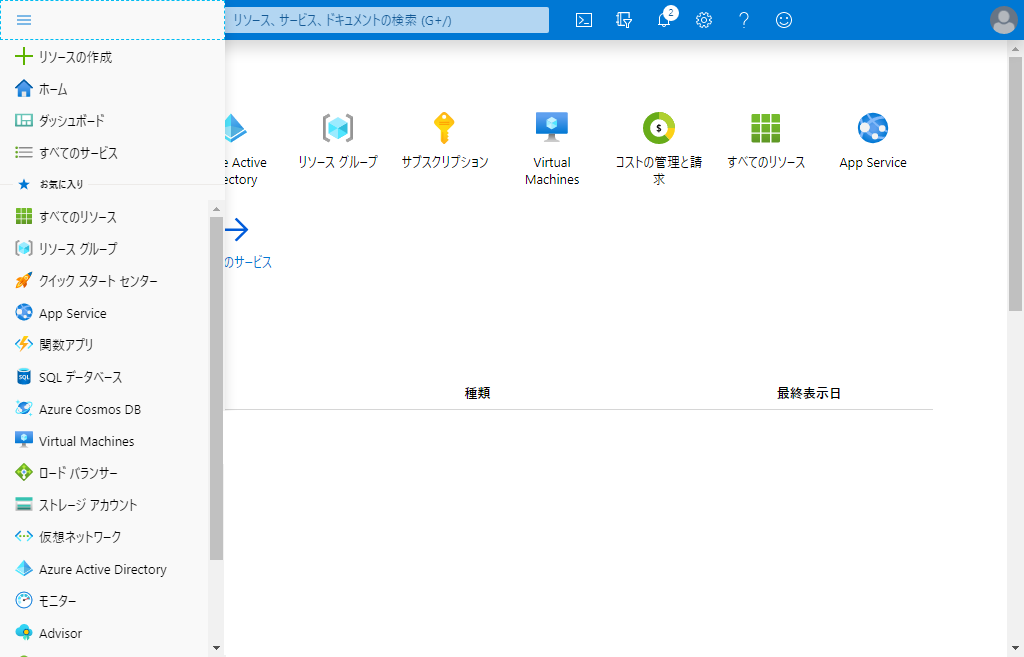 リソース、サービス、ドキュメントの検索 (G+/)
2
リソースの作成
ホーム
ダッシュボード
すべてのサービス
お気に入り
すべてのリソース
リソース グループ
クイック スタート センター
App Service
関数アプリ
SQL データベース
Azure Cosmos DB
Virtual Machines
ロード バランサー
ストレージ アカウント
仮想ネットワーク
Azure Active Directory
モニター
Advisor
e Active
ectory
リソース グループ
サブスクリプション
Virtual
Machines
コストの管理と請
求
すべてのリソース
App Service
のサービス
種類
最終表示日